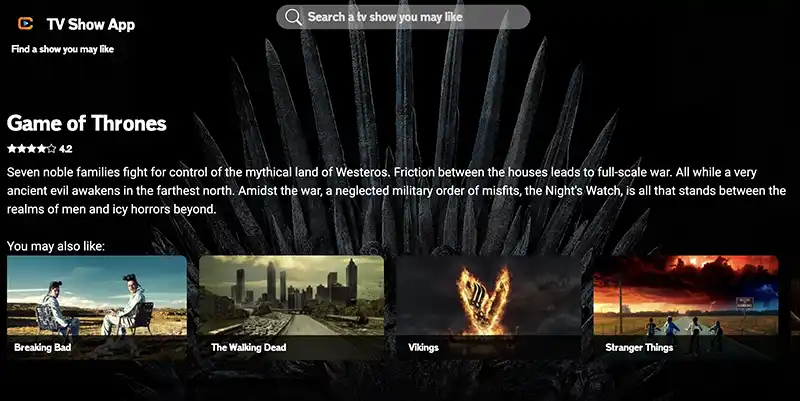 TV Show App
Search a tv show you may like
Find a show you may like
Game of Thrones
4.2
Seven noble families fight for control of the mythical land of Westeros. Friction between the houses leads to full-scale war. All while a very
ancient evil awakens in the farthest north. Amidst the war, a neglected military order of misfits, the Night's Watch, is all that stands between the
realms of men and icy horrors beyond.
You may also like:
Breaking Bad
The Walking Dead
Vikings
Stranger Things